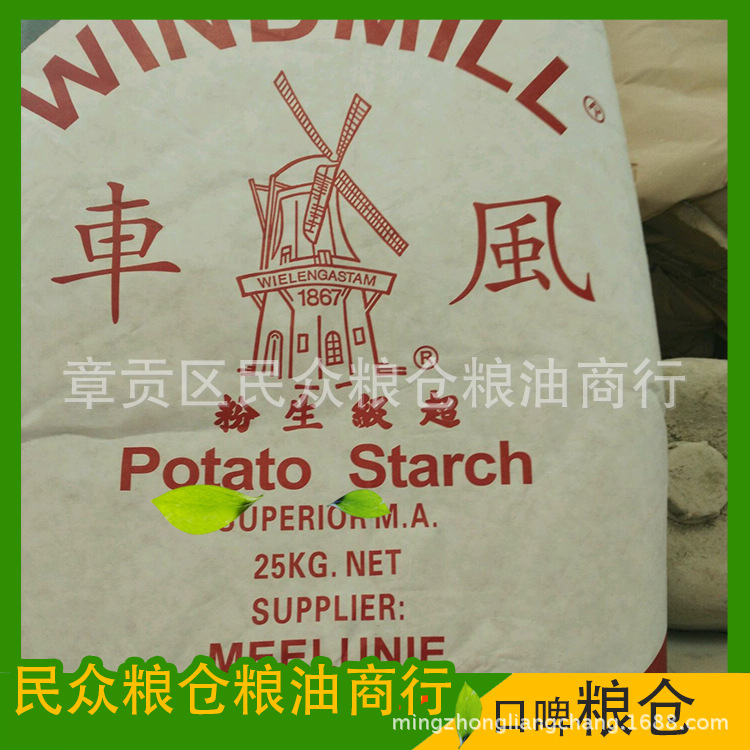 WINDMILL®
車 風
WIELENGASTAM
1867
®
章贡区民众粮仓粮油商行
粉生級超
Potato Starch
SUPERIOR M.A.
25KG. NET
SUPPLIER:
MEELUNIE
民众粮仓粮油商行
口啤粮仓
mingzhongliangchang.1688.com